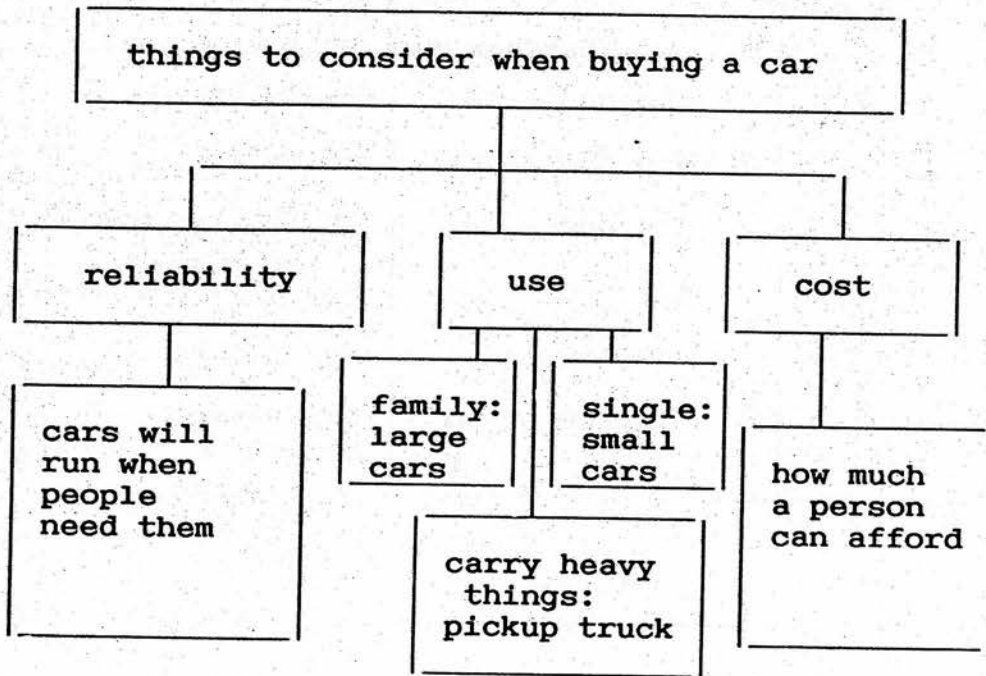 things to consider when buying a car
reliability
use
cost
cars will
run when
people
need them
family:
large
cars
single:
small
cars
carry heavy
things:
pickup truck
how much
a person
can afford